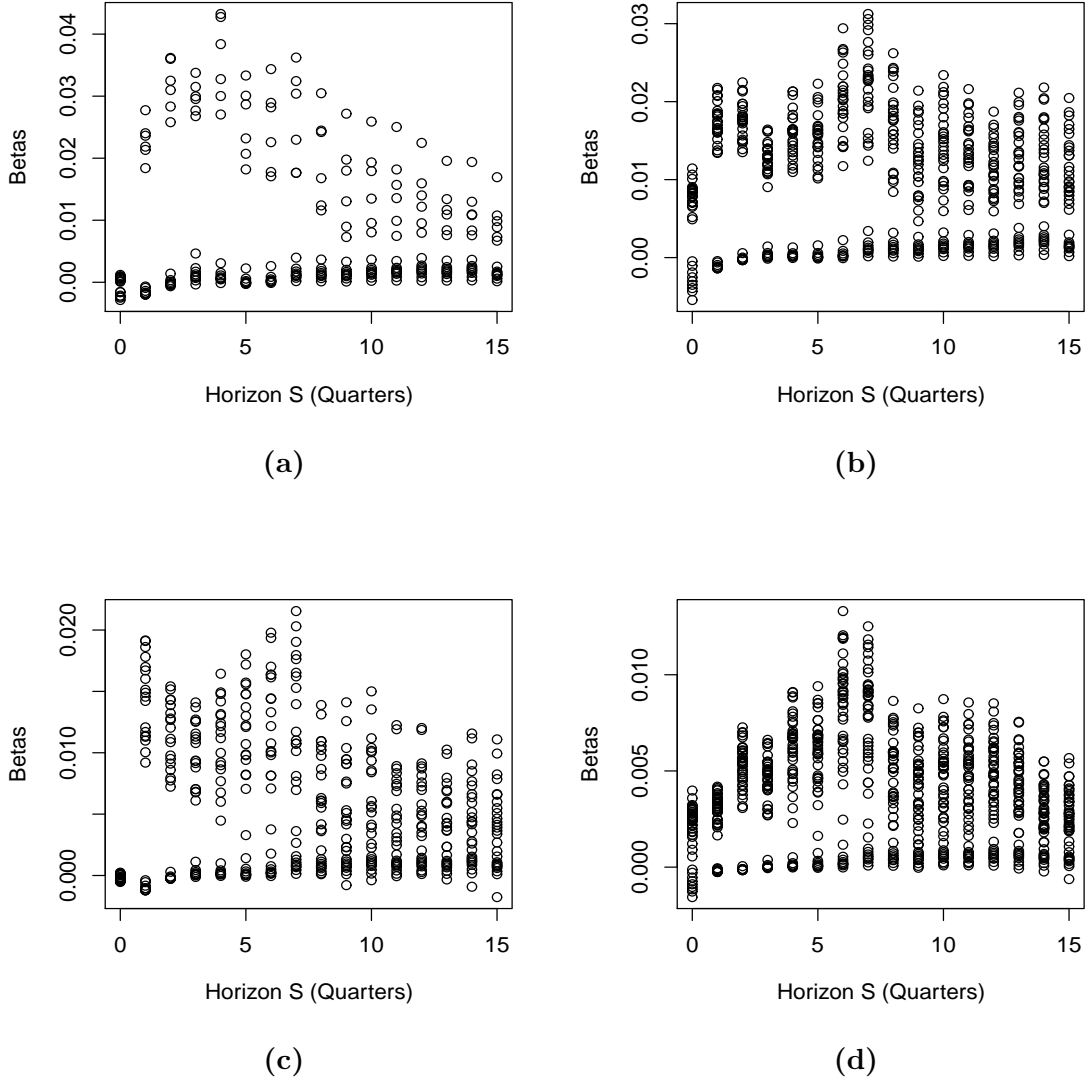 0.00 0.01 0.02 0.03 0.04
Betas
0 5 10 15
Horizon S (Quarters)
(a)
0.00 0.01 0.02 0.03
Betas
0 5 10 15
Horizon S (Quarters)
(b)
0.000 0.010 0.020
Betas
0 5 10 15
Horizon S (Quarters)
(c)
0.000 0.005 0.010
Betas
0 5 10 15
Horizon S (Quarters)
(d)